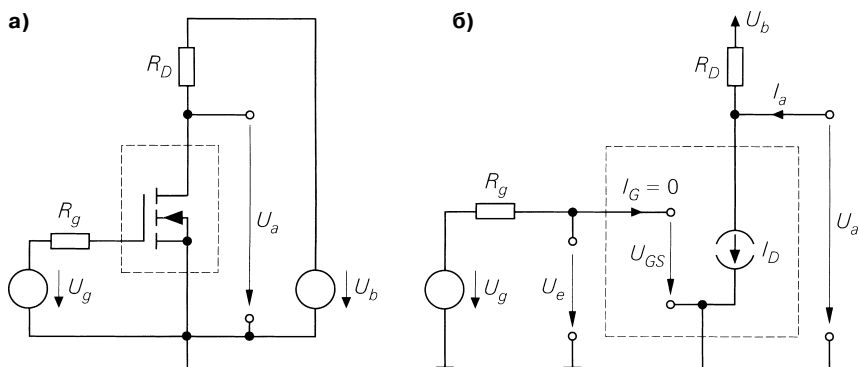 а)
R_D
R_g
U_g
U_a
U_b
б)
U_b
R_D
I_a
R_g
I_G = 0
U_g
U_e
U_GS
I_D
U_a